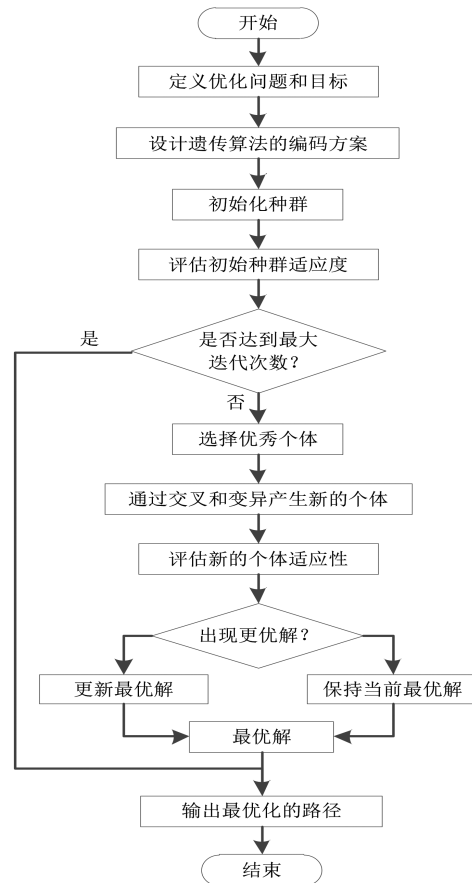 开始
定义优化问题和目标
设计遗传算法的编码方案
初始化种群
评估初始种群适应度
是
是否达到最大
迭代次数？
否
选择优秀个体
通过交叉和变异产生新的个体
评估新的个体适应性
出现更优解？
更新最优解
保持当前最优解
最优解
输出最优化的路径
结束